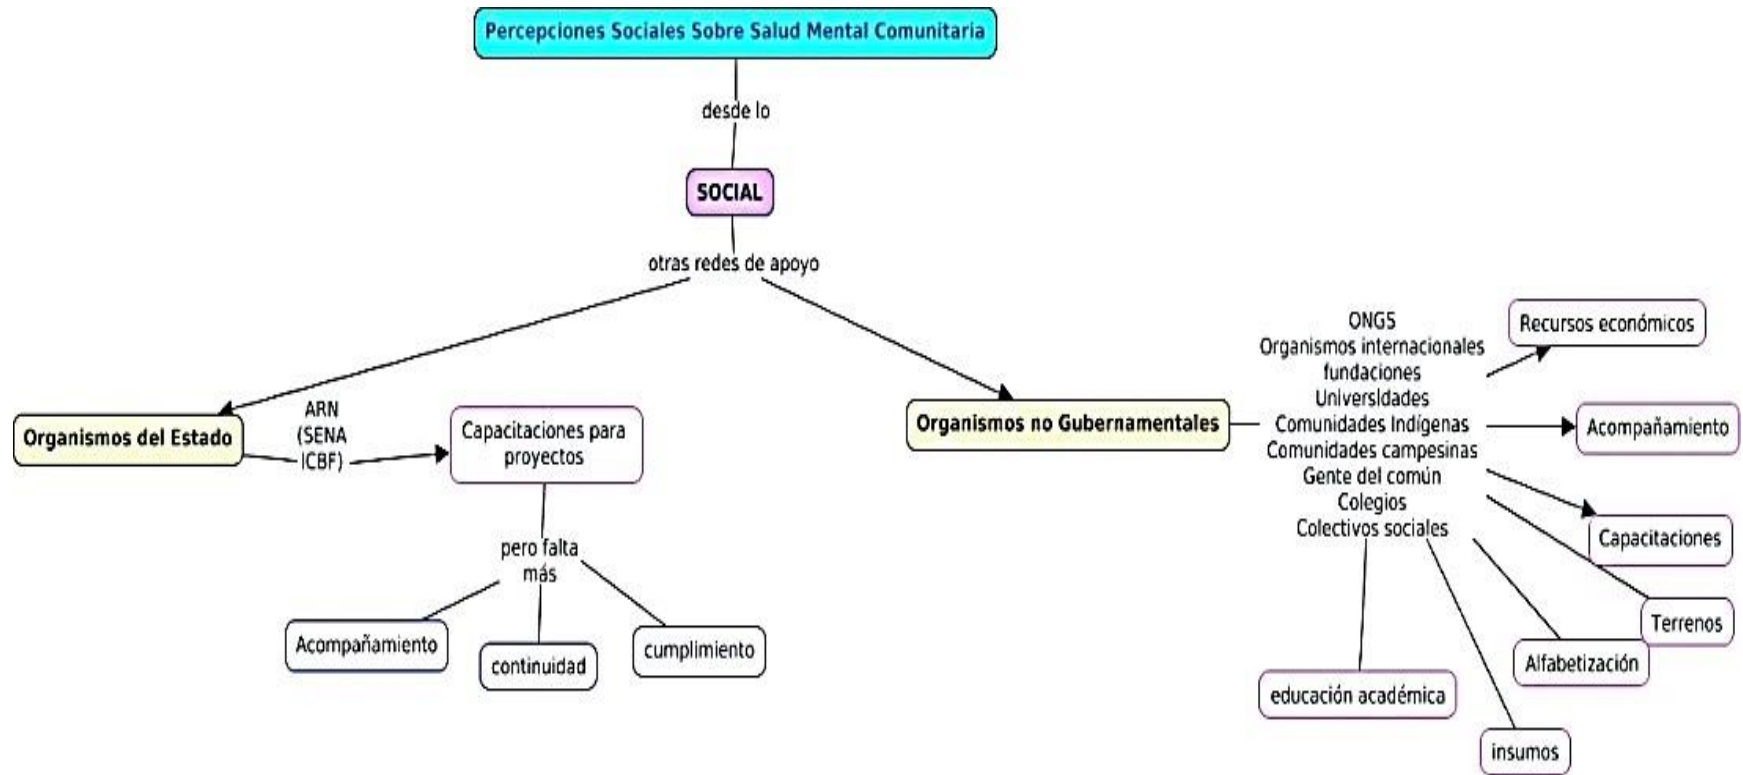 Percepciones Sociales Sobre Salud Mental Comunitaria
desde lo
SOCIAL
otras redes de apoyo
Organismos del Estado
ARN
(SENA
ICBF)
Capacitaciones para
proyectos
pero falta
más
Acompañamiento
continuidad
cumplimiento
Organismos no Gubernamentales
ONGS
Organismos internacionales
fundaciones
Universidades
Comunidades Indígenas
Comunidades campesinas
Gente del común
Colegios
Colectivos sociales
Recursos económicos
Acompañamiento
Capacitaciones
Terrenos
Alfabetización
educación académica
insumos